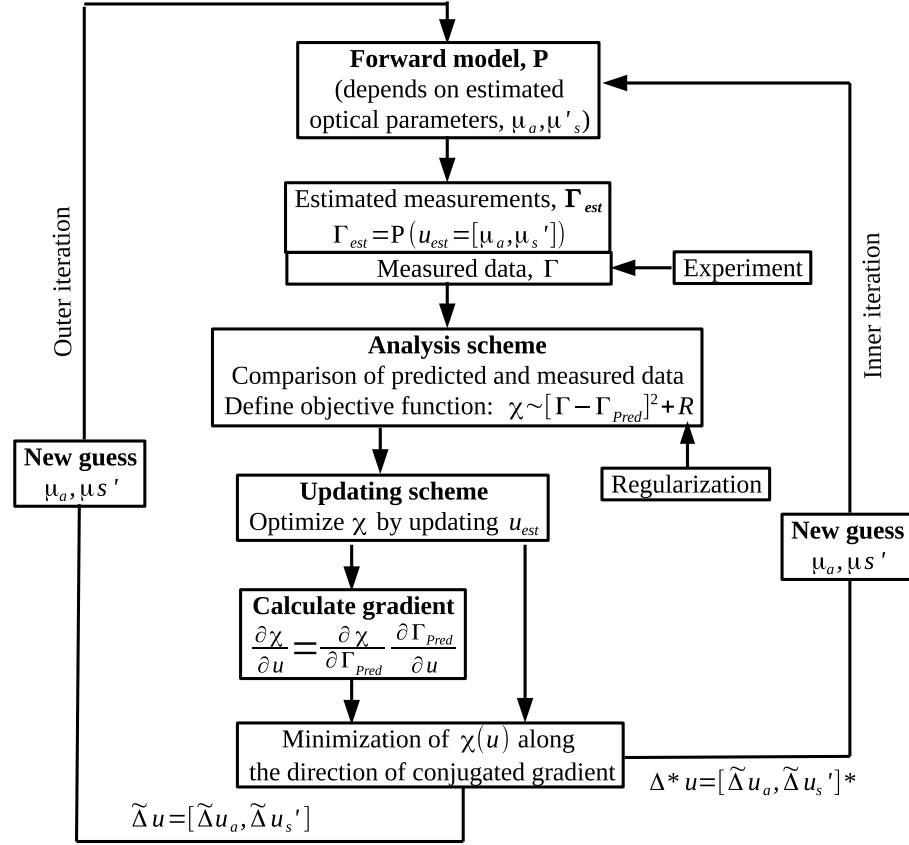 Forward model, P
(depends on estimated
optical parameters, μa,μ's)
Estimated measurements, Γest
Γest=P(uest=[μa,μs'])
Measured data, Γ
Experiment
Outer iteration
Inner iteration
Analysis scheme
Comparison of predicted and measured data
Define objective function: χ~[Γ−ΓPred]²+R
Regularization
New guess
μa,μs'
Updating scheme
Optimize χ by updating uest
New guess
μa,μs'
Calculate gradient
∂χ/∂u=∂χ/∂ΓPred ∂ΓPred/∂u
Minimization of χ(u) along
the direction of conjugated gradient
Δ*u=[Δ̃ua,Δ̃us']*
Δ̃u=[Δ̃ua,Δ̃us']